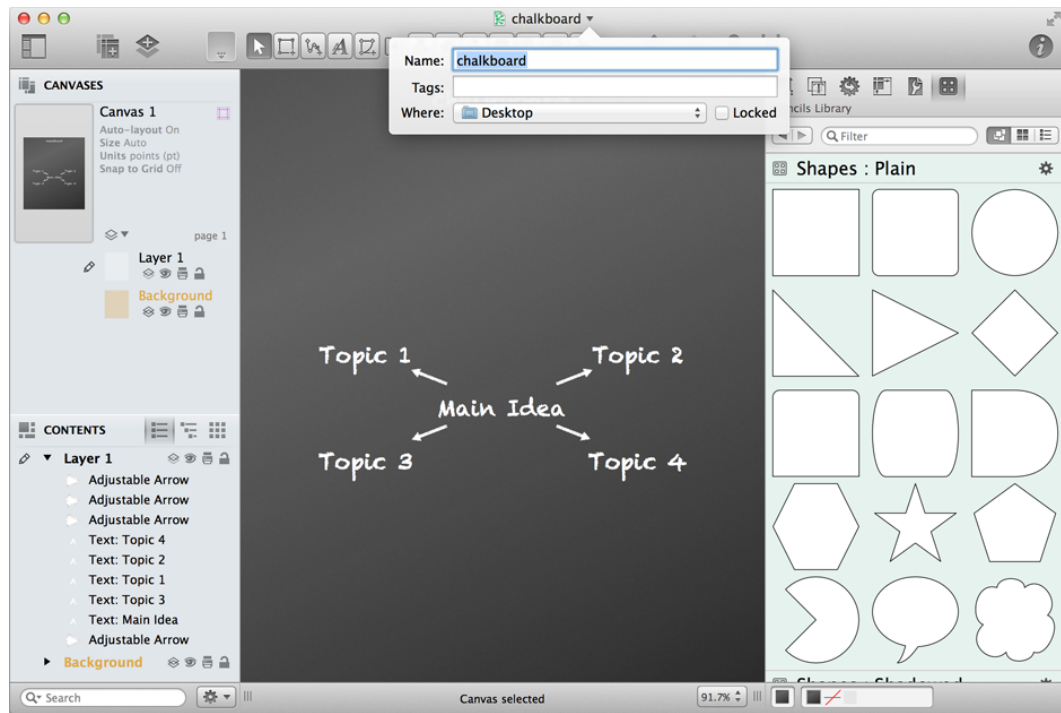 chalkboard
Name: chalkboard
Tags:
Where: Desktop Locked
CANVASES
Canvas 1
Auto-layout On
Size Auto
Units points (pt)
Snap to Grid Off
page 1
Layer 1
Background
Library
Filter
Shapes : Plain
Topic 1
Topic 2
Main Idea
Topic 3
Topic 4
CONTENTS
Layer 1
Adjustable Arrow
Adjustable Arrow
Adjustable Arrow
Text: Topic 4
Text: Topic 2
Text: Topic 1
Text: Topic 3
Text: Main Idea
Adjustable Arrow
Background
Search
Canvas selected
91.7%